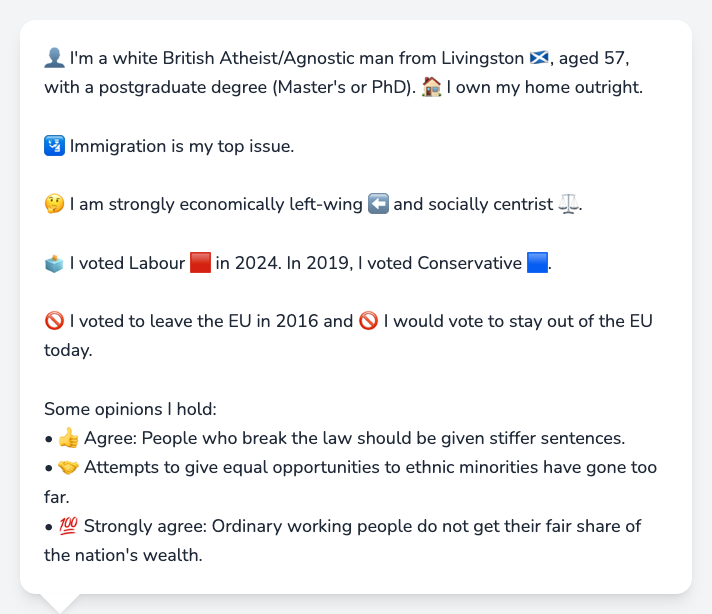 👤 I'm a white British Atheist/Agnostic man from Livingston 🏴󠁧󠁢󠁳󠁣󠁴󠁿, aged 57,
with a postgraduate degree (Master's or PhD). 🏠 I own my home outright.
🛂 Immigration is my top issue.
🤔 I am strongly economically left-wing ⬅️ and socially centrist ⚖️.
🗳️ I voted Labour 🟥 in 2024. In 2019, I voted Conservative 🟦.
🚫 I voted to leave the EU in 2016 and 🚫 I would vote to stay out of the EU
today.
Some opinions I hold:
• 👍 Agree: People who break the law should be given stiffer sentences.
• 🤝 Attempts to give equal opportunities to ethnic minorities have gone too
far.
• 💯 Strongly agree: Ordinary working people do not get their fair share of
the nation's wealth.